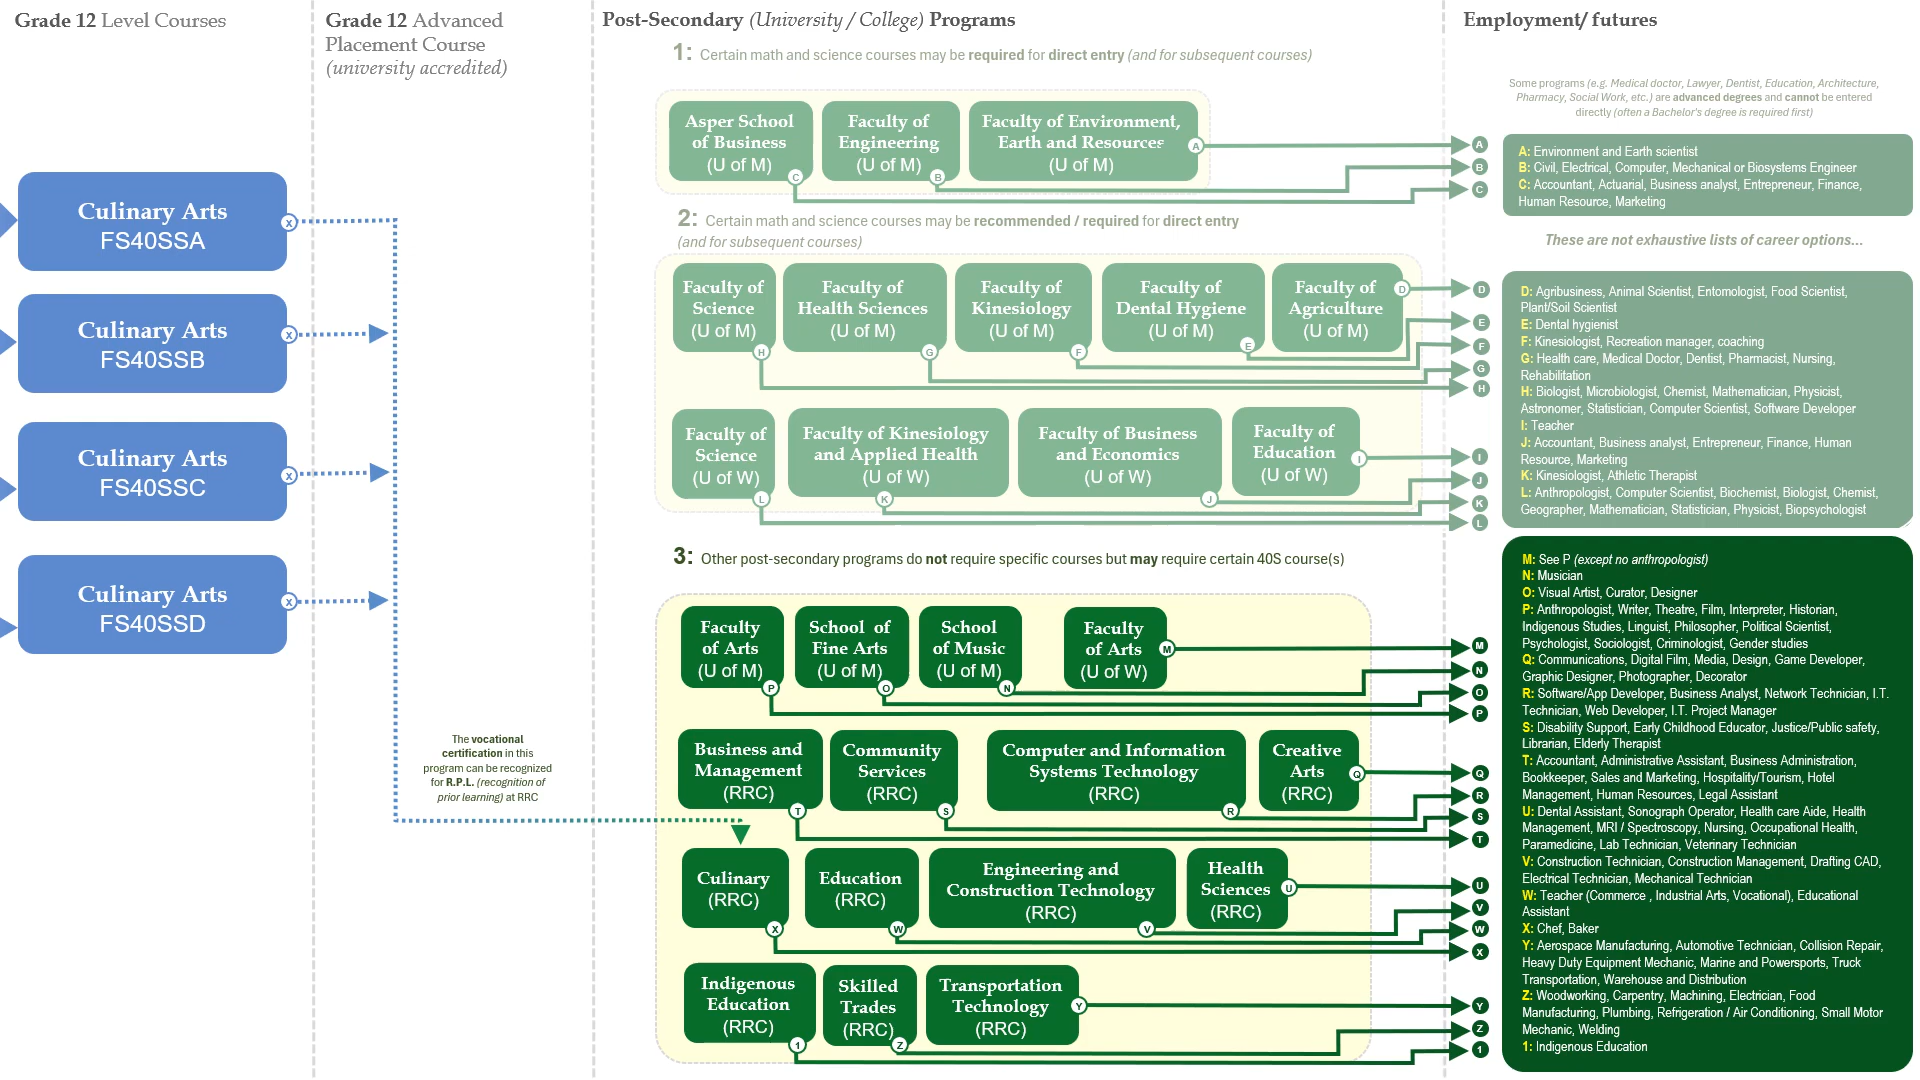 Grade 12 Level Courses
Grade 12 Advanced
Placement Course
(university accredited)
Post-Secondary (University / College) Programs
Employment/ futures
Culinary Arts
FS40SSA
x
Culinary Arts
FS40SSB
x
Culinary Arts
FS40SSC
x
Culinary Arts
FS40SSD
x
The vocational
certification in this
program can be recognized
for R.P.L. (recognition of
prior learning) at RRC
1: Certain math and science courses may be required for direct entry (and for subsequent courses)
Asper School
of Business
(U of M)
C
Faculty of
Engineering
(U of M)
B
Faculty of Environment,
Earth and Resources
(U of M)
A
2: Certain math and science courses may be recommended / required for direct entry
(and for subsequent courses)
Faculty of
Science
(U of M)
H
Faculty of
Health Sciences
(U of M)
G
Faculty of
Kinesiology
(U of M)
F
Faculty of
Dental Hygiene
(U of M)
E
Faculty of
Agriculture
(U of M)
D
Faculty of
Science
(U of W)
L
Faculty of Kinesiology
and Applied Health
(U of W)
K
Faculty of Business
and Economics
(U of W)
J
Faculty of
Education
(U of W)
I
3: Other post-secondary programs do not require specific courses but may require certain 40S course(s)
Faculty
of Arts
(U of M)
P
School of
Fine Arts
(U of M)
O
School
of Music
(U of M)
N
Faculty
of Arts
(U of W)
M
Business and
Management
(RRC)
T
Community
Services
(RRC)
S
Computer and Information
Systems Technology
(RRC)
R
Creative
Arts
(RRC)
Q
Culinary
(RRC)
X
Education
(RRC)
W
Engineering and
Construction Technology
(RRC)
V
Health
Sciences
(RRC)
U
Indigenous
Education
(RRC)
1
Skilled
Trades
(RRC)
Z
Transportation
Technology
(RRC)
Y
A
B
C
D
E
F
G
H
I
J
K
L
M
N
O
P
Q
R
S
T
U
V
W
X
Y
Z
1
Some programs (e.g. Medical doctor, Lawyer, Dentist, Education, Architecture,
Pharmacy, Social Work, etc.) are advanced degrees and cannot be entered
directly (often a Bachelor's degree is required first)
A: Environment and Earth scientist
B: Civil, Electrical, Computer, Mechanical or Biosystems Engineer
C: Accountant, Actuarial, Business analyst, Entrepreneur, Finance,
Human Resource, Marketing
These are not exhaustive lists of career options...
D: Agribusiness, Animal Scientist, Entomologist, Food Scientist,
Plant/Soil Scientist
E: Dental hygienist
F: Kinesiologist, Recreation manager, coaching
G: Health care, Medical Doctor, Dentist, Pharmacist, Nursing,
Rehabilitation
H: Biologist, Microbiologist, Chemist, Mathematician, Physicist,
Astronomer, Statistician, Computer Scientist, Software Developer
I: Teacher
J: Accountant, Business analyst, Entrepreneur, Finance, Human
Resource, Marketing
K: Kinesiologist, Athletic Therapist
L: Anthropologist, Computer Scientist, Biochemist, Biologist, Chemist,
Geographer, Mathematician, Statistician, Physicist, Biopsychologist
M: See P (except no anthropologist)
N: Musician
O: Visual Artist, Curator, Designer
P: Anthropologist, Writer, Theatre, Film, Interpreter, Historian,
Indigenous Studies, Linguist, Philosopher, Political Scientist,
Psychologist, Sociologist, Criminologist, Gender studies
Q: Communications, Digital Film, Media, Design, Game Developer,
Graphic Designer, Photographer, Decorator
R: Software/App Developer, Business Analyst, Network Technician, I.T.
Technician, Web Developer, I.T. Project Manager
S: Disability Support, Early Childhood Educator, Justice/Public safety,
Librarian, Elderly Therapist
T: Accountant, Administrative Assistant, Business Administration,
Bookkeeper, Sales and Marketing, Hospitality/Tourism, Hotel
Management, Human Resources, Legal Assistant
U: Dental Assistant, Sonograph Operator, Health care Aide, Health
Management, MRI / Spectroscopy, Nursing, Occupational Health,
Paramedicine, Lab Technician, Veterinary Technician
V: Construction Technician, Construction Management, Drafting CAD,
Electrical Technician, Mechanical Technician
W: Teacher (Commerce , Industrial Arts, Vocational), Educational
Assistant
X: Chef, Baker
Y: Aerospace Manufacturing, Automotive Technician, Collision Repair,
Heavy Duty Equipment Mechanic, Marine and Powersports, Truck
Transportation, Warehouse and Distribution
Z: Woodworking, Carpentry, Machining, Electrician, Food
Manufacturing, Plumbing, Refrigeration / Air Conditioning, Small Motor
Mechanic, Welding
1: Indigenous Education